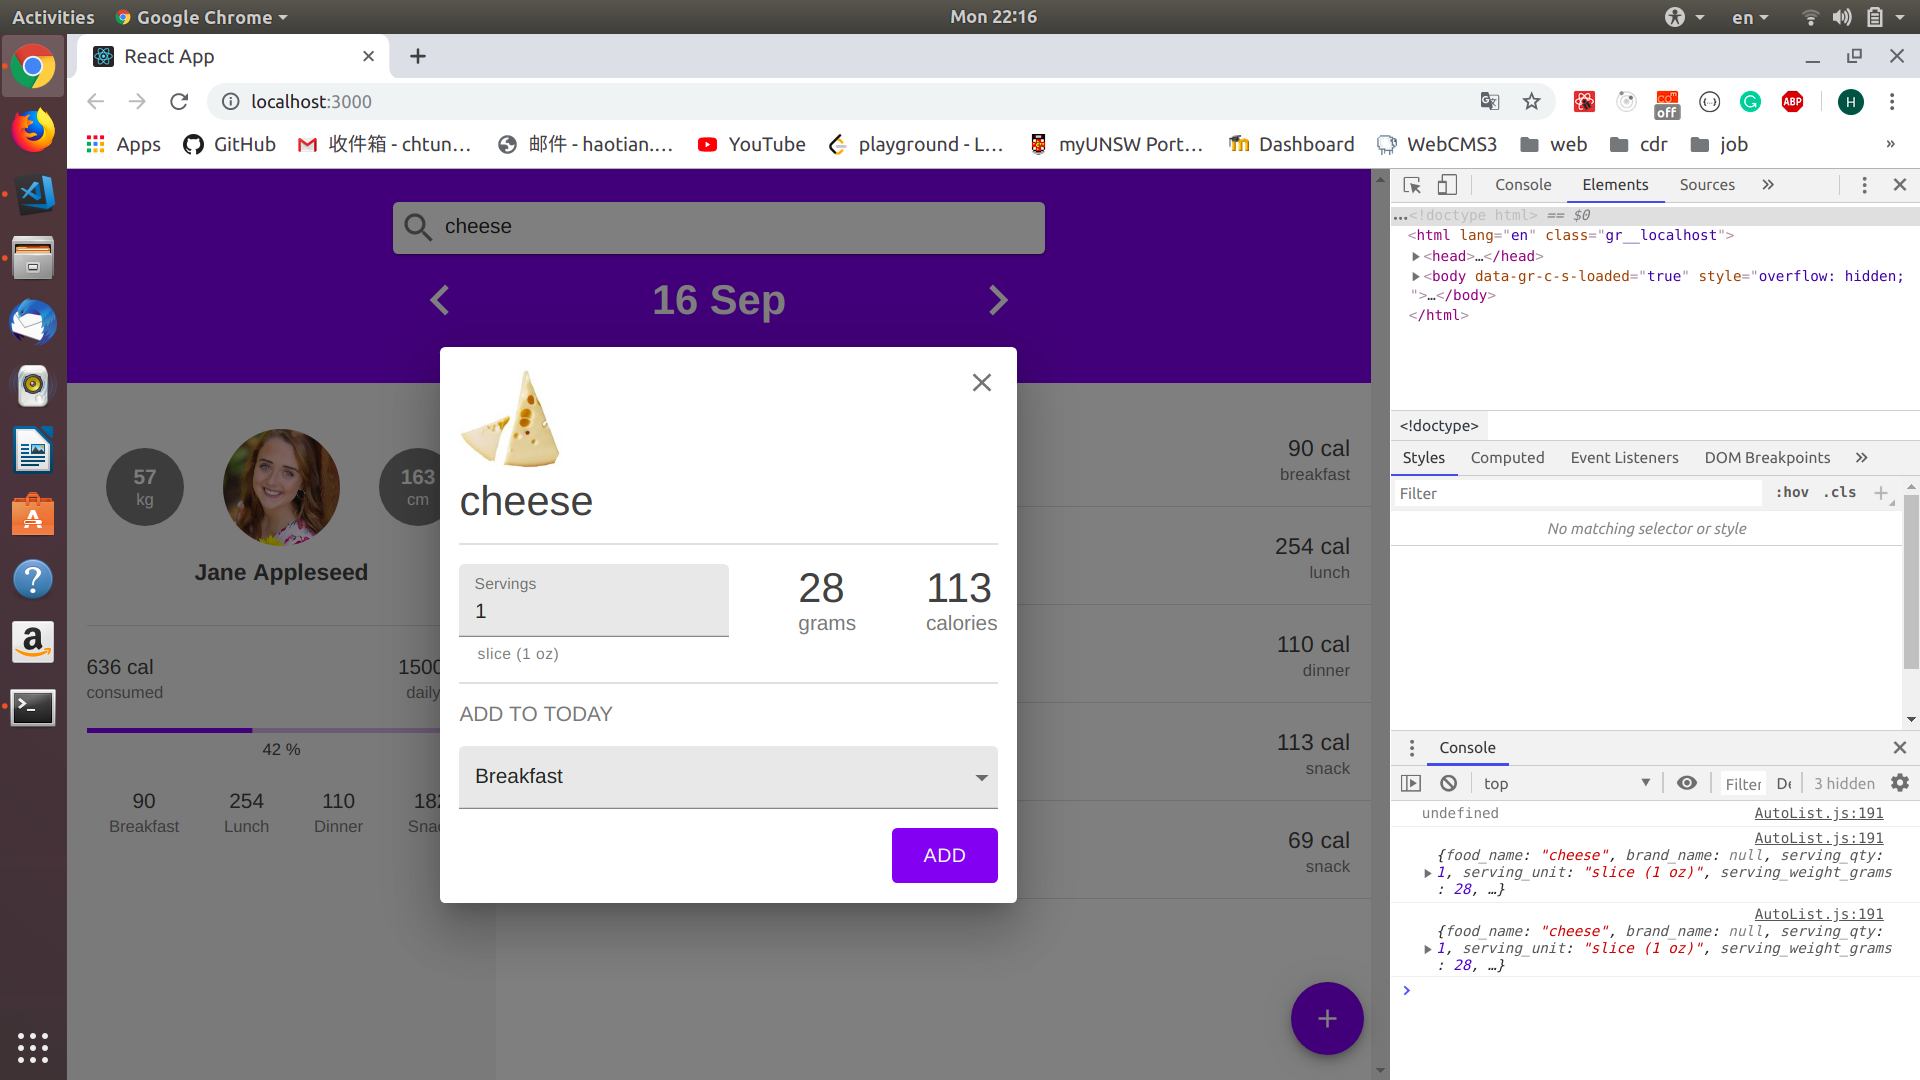 Activities Google Chrome Mon 22:16 en
React App
localhost:3000
off ABP H
Apps GitHub 收件箱 - chtun... 邮件 - haotian.... YouTube playground - L... myUNSW Port... Dashboard WebCMS3 web cdr job »
cheese
16 Sep
57
kg
163
cm
Jane Appleseed
636 cal
consumed
1500
daily
42 %
90
Breakfast
254
Lunch
110
Dinner
182
Snac
cheese
Servings
1
slice (1 oz)
28
grams
113
calories
ADD TO TODAY
Breakfast
ADD
90 cal
breakfast
254 cal
lunch
110 cal
dinner
113 cal
snack
69 cal
snack
+
Console Elements Sources »
...<!doctype html> == $0
<html lang="en" class="gr__localhost">
<head>…</head>
<body data-gr-c-s-loaded="true" style="overflow: hidden;
">…</body>
</html>
<!doctype>
Styles Computed Event Listeners DOM Breakpoints »
Filter :hov .cls +
No matching selector or style
Console
top Filter De 3 hidden
undefined AutoList.js:191
AutoList.js:191
{food_name: "cheese", brand_name: null, serving_qty:
1, serving_unit: "slice (1 oz)", serving_weight_grams
: 28, …}
AutoList.js:191
{food_name: "cheese", brand_name: null, serving_qty:
1, serving_unit: "slice (1 oz)", serving_weight_grams
: 28, …}